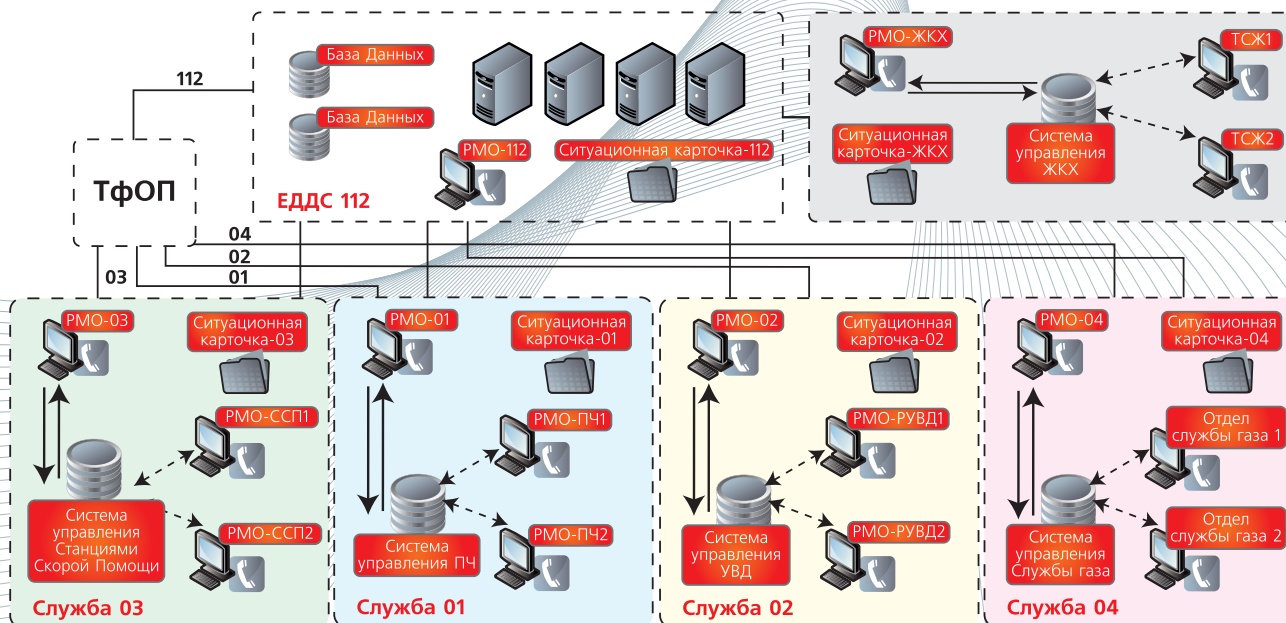 112
База Данных
База Данных
РМО-112
Ситуационная карточка-112
ЕДДС 112
РМО-ЖКХ
ТСЖ1
Ситуационная
карточка-ЖКХ
Система
управления
ЖКХ
ТСЖ2
ТфОП
04
02
03
01
РМО-03
Ситуационная
карточка-03
РМО-ССП1
РМО-ССП2
Система
управления
Станциями
Скорой Помощи
Служба 03
РМО-01
Ситуационная
карточка-01
РМО-ПЧ1
РМО-ПЧ2
Система
управления ПЧ
Служба 01
РМО-02
Ситуационная
карточка-02
РМО-РУВД1
РМО-РУВД2
Система
управления
УВД
Служба 02
РМО-04
Ситуационная
карточка-04
Отдел
службы газа 1
Отдел
службы газа 2
Система
управления
Службы газа
Служба 04